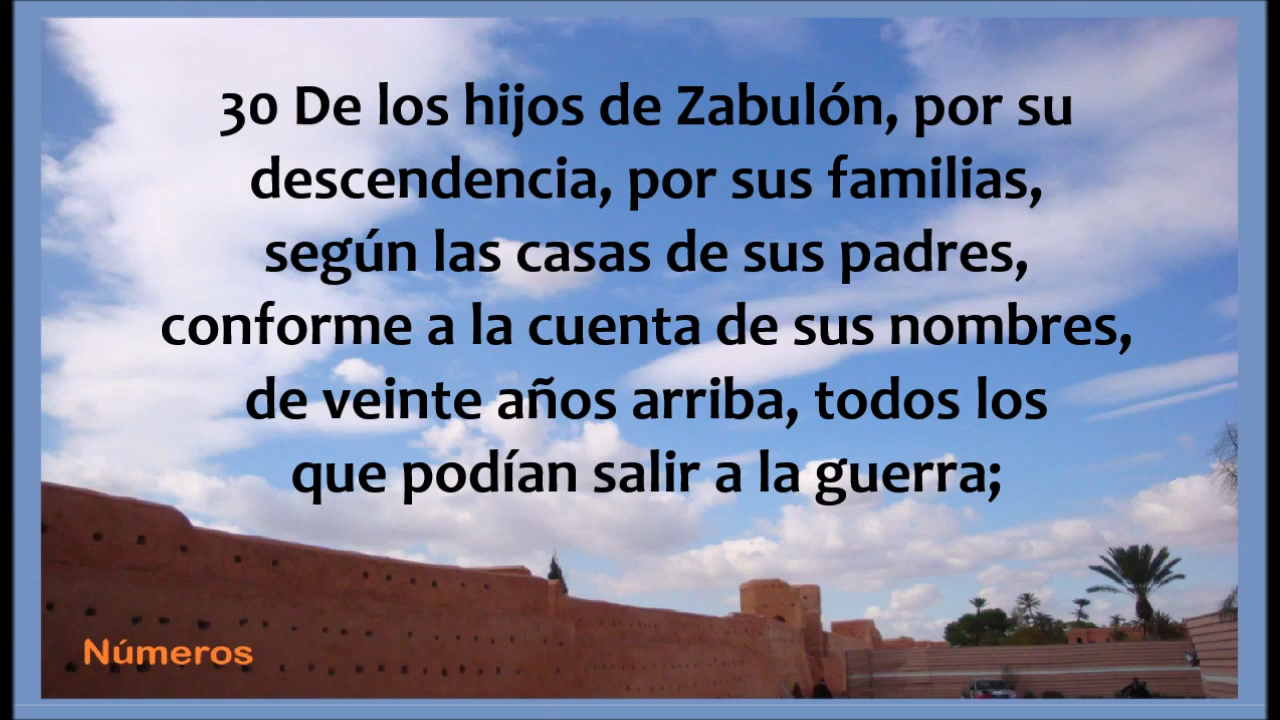 30 De los hijos de Zabulón, por su
descendencia, por sus familias,
según las casas de sus padres,
conforme a la cuenta de sus nombres,
de veinte años arriba, todos los
que podían salir a la guerra;
Números